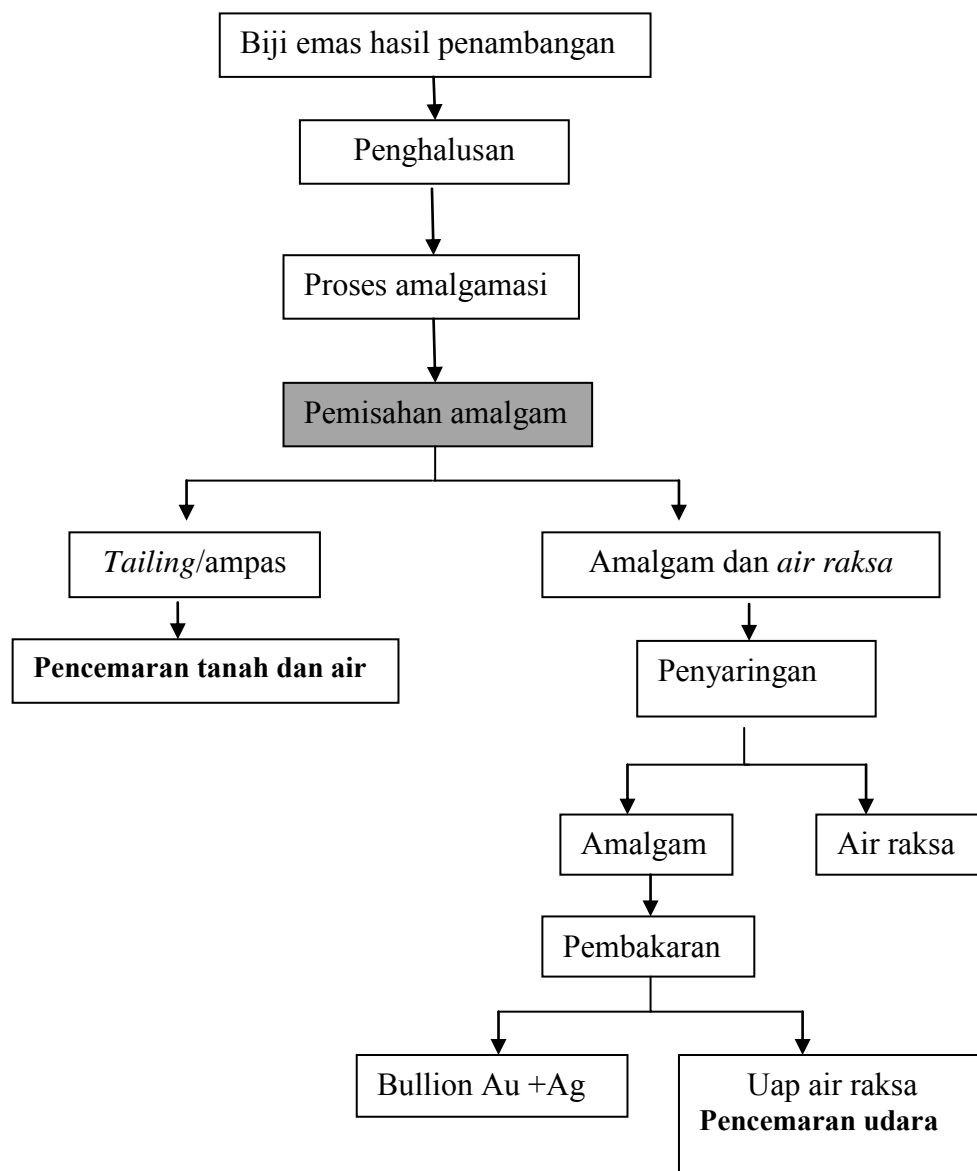 Biji emas hasil penambangan
Penghalusan
Proses amalgamasi
Pemisahan amalgam
Tailing/ampas
Amalgam dan air raksa
Pencemaran tanah dan air
Penyaringan
Amalgam
Air raksa
Pembakaran
Bullion Au +Ag
Uap air raksa
Pencemaran udara